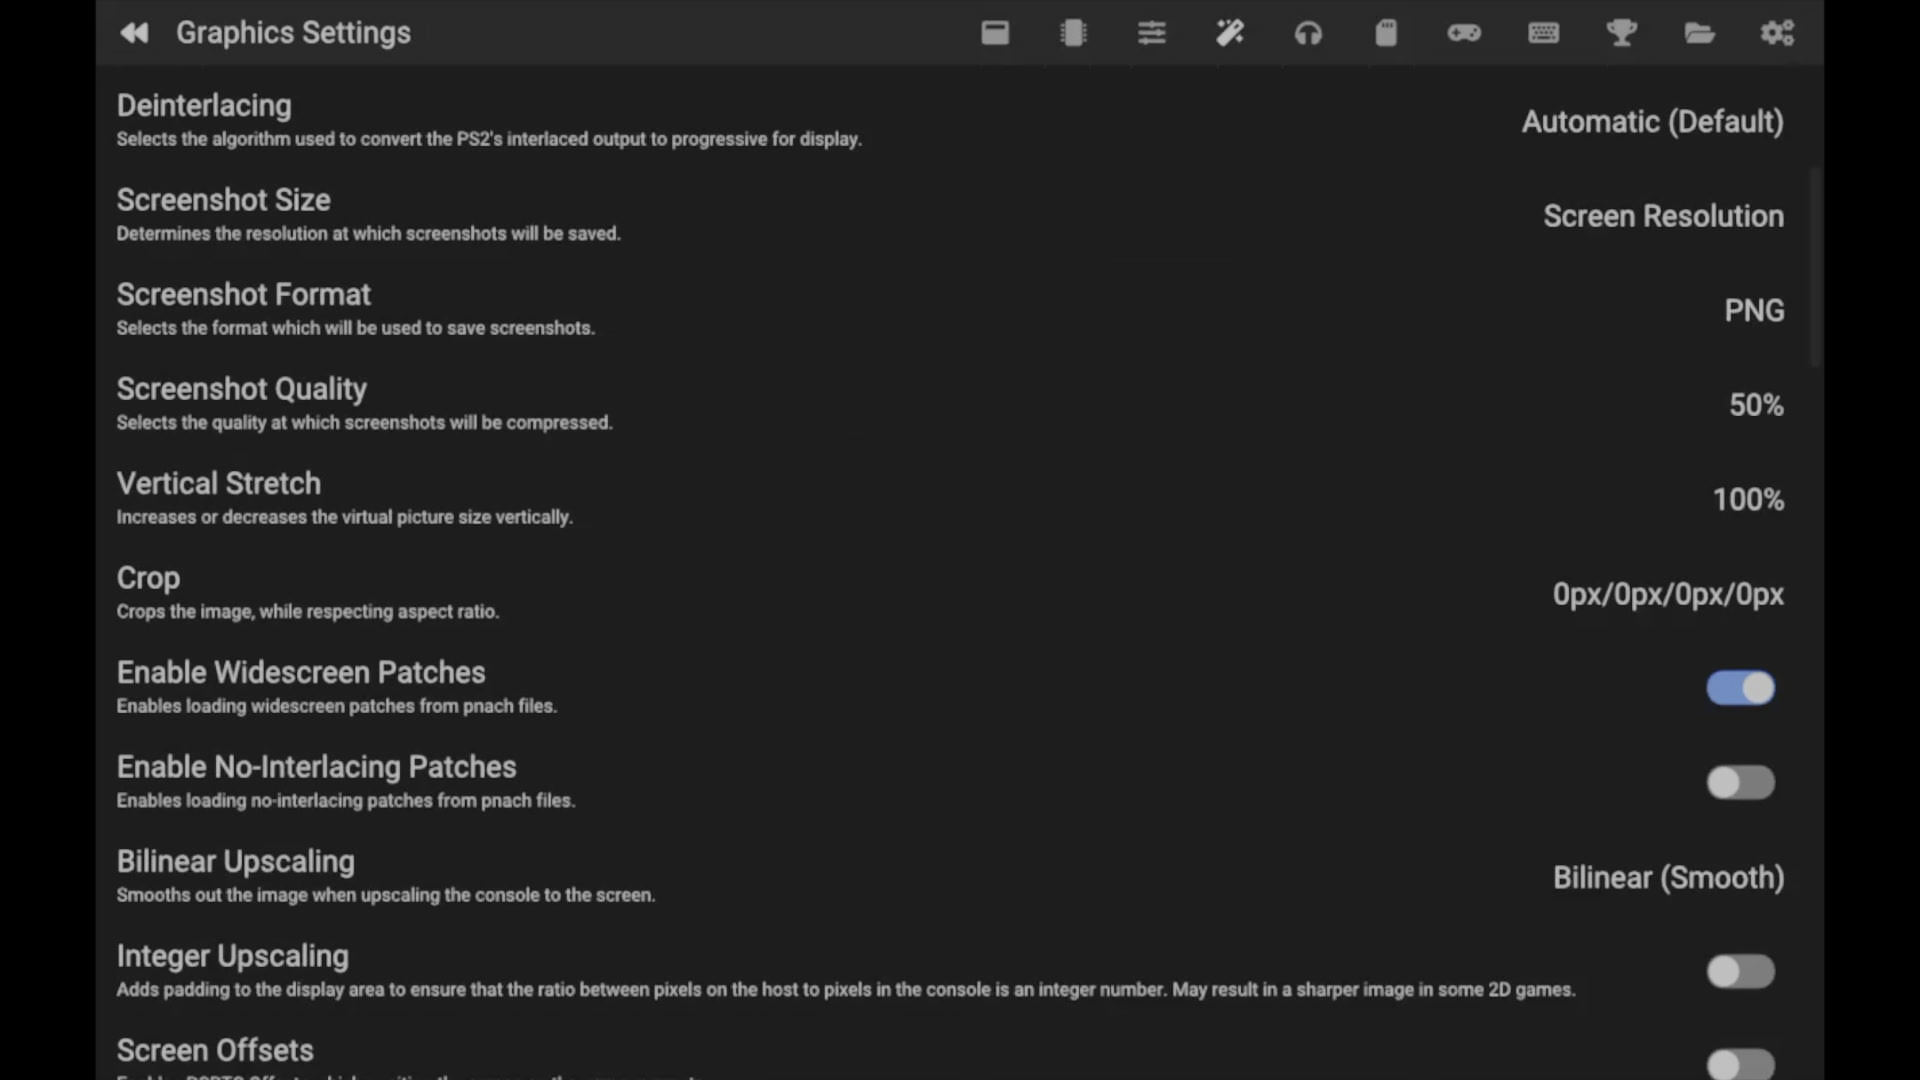 Graphics Settings
Deinterlacing
Selects the algorithm used to convert the PS2's interlaced output to progressive for display.
Automatic (Default)
Screenshot Size
Determines the resolution at which screenshots will be saved.
Screen Resolution
Screenshot Format
Selects the format which will be used to save screenshots.
PNG
Screenshot Quality
Selects the quality at which screenshots will be compressed.
50%
Vertical Stretch
Increases or decreases the virtual picture size vertically.
100%
Crop
Crops the image, while respecting aspect ratio.
0px/0px/0px/0px
Enable Widescreen Patches
Enables loading widescreen patches from pnach files.
Enable No-Interlacing Patches
Enables loading no-interlacing patches from pnach files.
Bilinear Upscaling
Smooths out the image when upscaling the console to the screen.
Bilinear (Smooth)
Integer Upscaling
Adds padding to the display area to ensure that the ratio between pixels on the host to pixels in the console is an integer number. May result in a sharper image in some 2D games.
Screen Offsets